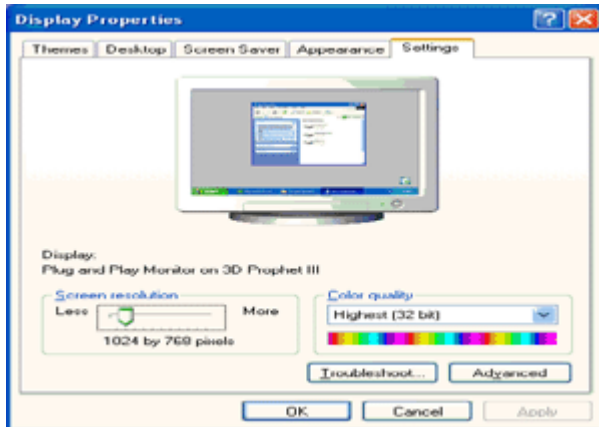 Display Properties
Themes Desktop Screen Saver Appearance Settings
Display:
Plug and Play Monitor on 3D Prophet III
Screen resolution
Less More
1024 by 768 pixels
Color quality
Highest (32 bit)
Troubleshoot... Advanced
OK Cancel Apply